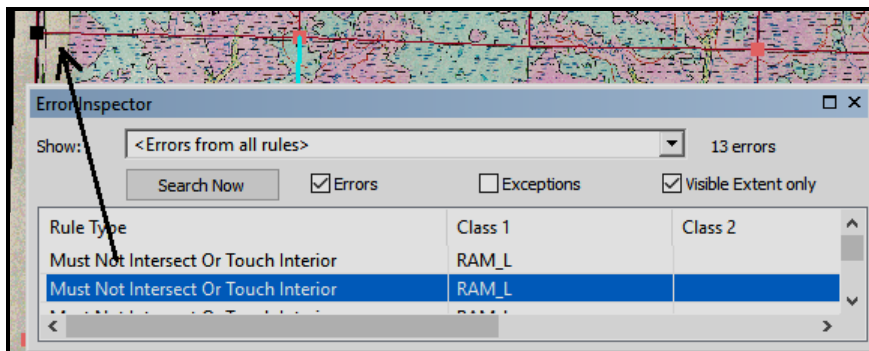 Error Inspector
Show: <Errors from all rules> 13 errors
Search Now Errors Exceptions Visible Extent only
Rule Type Class 1 Class 2
Must Not Intersect Or Touch Interior RAM_L
Must Not Intersect Or Touch Interior RAM_L